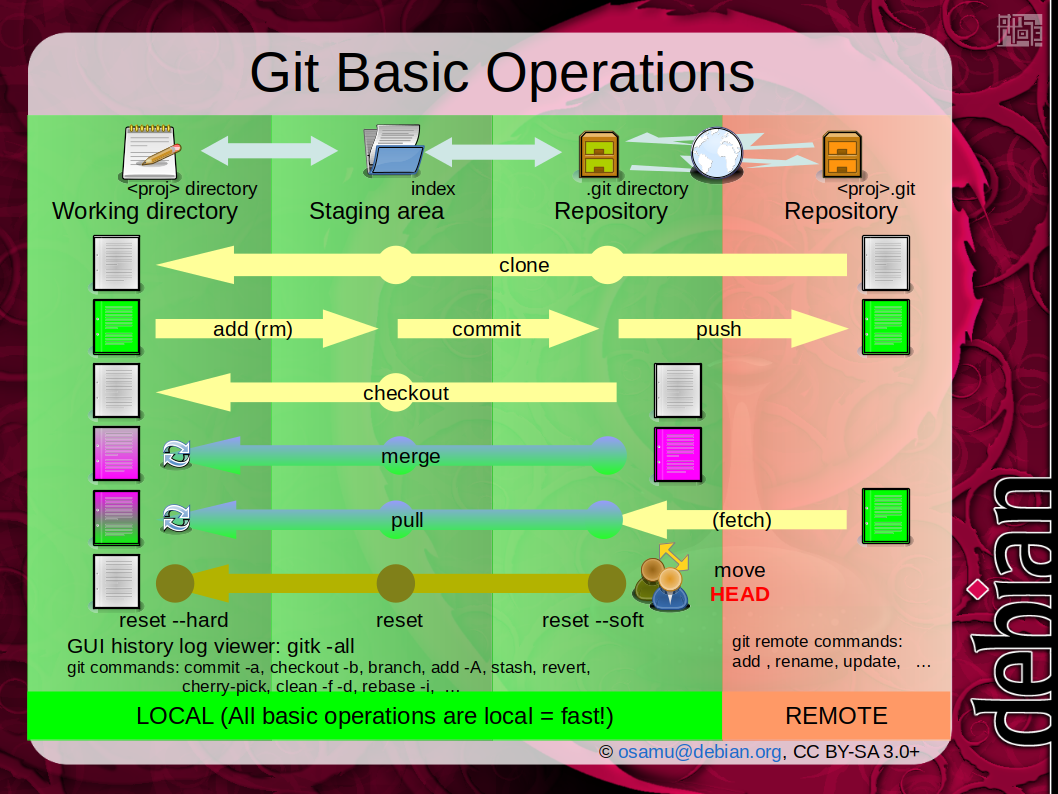 Git Basic Operations
<proj> directory
index
.git directory
<proj>.git
Working directory
Staging area
Repository
Repository
clone
add (rm)
commit
push
checkout
merge
pull
(fetch)
move
HEAD
reset --hard
reset
reset --soft
GUI history log viewer: gitk -all
git commands: commit -a, checkout -b, branch, add -A, stash, revert,
cherry-pick, clean -f -d, rebase -i, …
git remote commands:
add , rename, update, …
LOCAL (All basic operations are local = fast!)
REMOTE
© osamu@debian.org, CC BY-SA 3.0+
debian